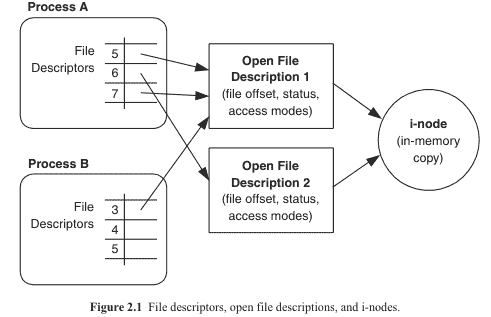 Process A
File
Descriptors
5
6
7
Open File
Description 1
(file offset, status,
access modes)
i-node
(in-memory
copy)
Process B
File
Descriptors
3
4
5
Open File
Description 2
(file offset, status,
access modes)
Figure 2.1 File descriptors, open file descriptions, and i-nodes.